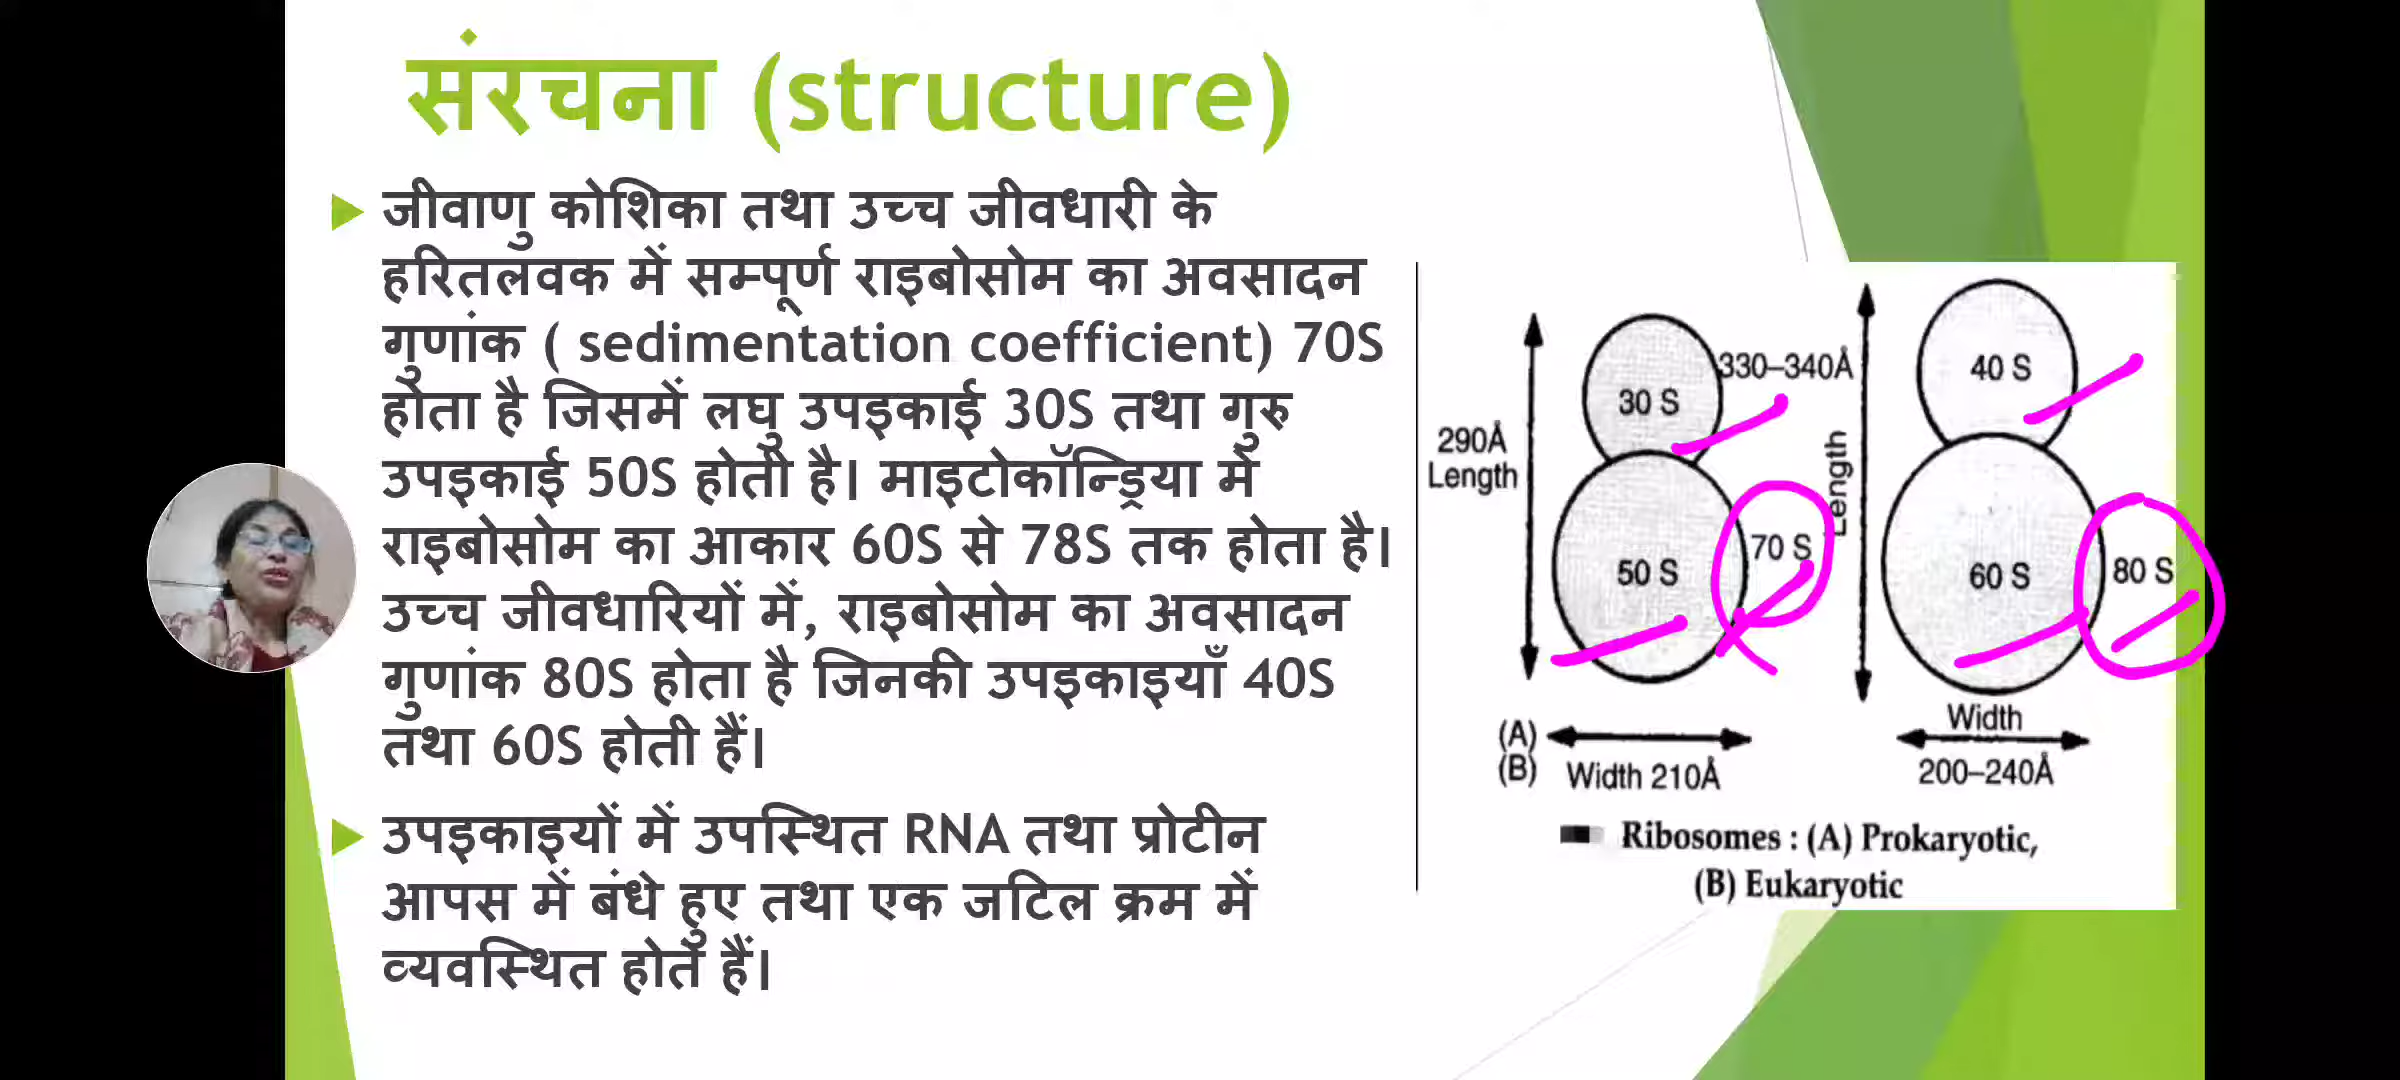 संरचना (structure)
जीवाणु कोशिका तथा उच्च जीवधारी के
हरितलवक में सम्पूर्ण राइबोसोम का अवसादन
गुणांक ( sedimentation coefficient) 70S
होता है जिसमें लघु उपइकाई 30S तथा गुरु
उपइकाई 50S होती है। माइटोकॉन्ड्रिया में
राइबोसोम का आकार 60S से 78S तक होता है।
उच्च जीवधारियों में, राइबोसोम का अवसादन
गुणांक 80S होता है जिनकी उपइकाइयाँ 40S
तथा 60S होती हैं।
उपइकाइयों में उपस्थित RNA तथा प्रोटीन
आपस में बंधे हुए तथा एक जटिल क्रम में
व्यवस्थित होते हैं।
290Å
Length
30 S
50 S
70 S
330–340Å
Length
40 S
60 S
80 S
(A)
(B)
Width 210Å
Width
200–240Å
Ribosomes : (A) Prokaryotic,
(B) Eukaryotic